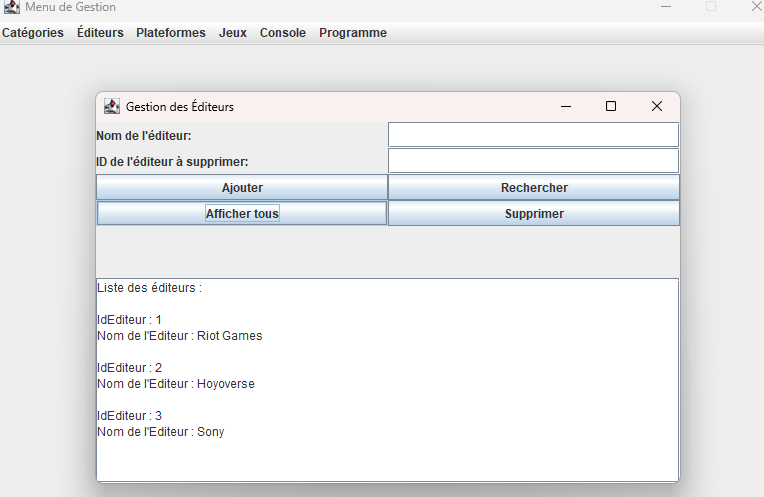 Menu de Gestion
Catégories Éditeurs Plateformes Jeux Console Programme
Gestion des Éditeurs
Nom de l'éditeur:
ID de l'éditeur à supprimer:
Ajouter Rechercher
Afficher tous Supprimer
Liste des éditeurs :
IdEditeur : 1
Nom de l'Editeur : Riot Games
IdEditeur : 2
Nom de l'Editeur : Hoyoverse
IdEditeur : 3
Nom de l'Editeur : Sony